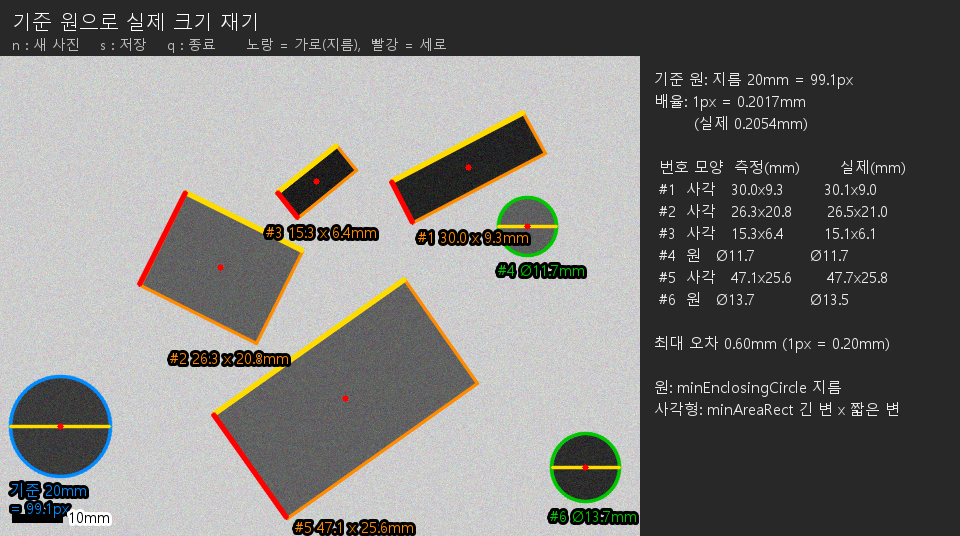 기준 원으로 실제 크기 재기
n : 새 사진 s : 저장 q : 종료 노랑 = 가로(지름), 빨강 = 세로
#3 15.3 x 6.4mm
#1 30.0 x 9.3mm
#4 Ø11.7mm
#2 26.3 x 20.8mm
기준 20mm
= 99.1px
10mm
#6 Ø13.7mm
#5 47.1 x 25.6mm
기준 원: 지름 20mm = 99.1px
배율: 1px = 0.2017mm
(실제 0.2054mm)
번호 모양 측정(mm) 실제(mm)
#1 사각 30.0x9.3 30.1x9.0
#2 사각 26.3x20.8 26.5x21.0
#3 사각 15.3x6.4 15.1x6.1
#4 원 Ø11.7 Ø11.7
#5 사각 47.1x25.6 47.7x25.8
#6 원 Ø13.7 Ø13.5
최대 오차 0.60mm (1px = 0.20mm)
원: minEnclosingCircle 지름
사각형: minAreaRect 긴 변 x 짧은 변